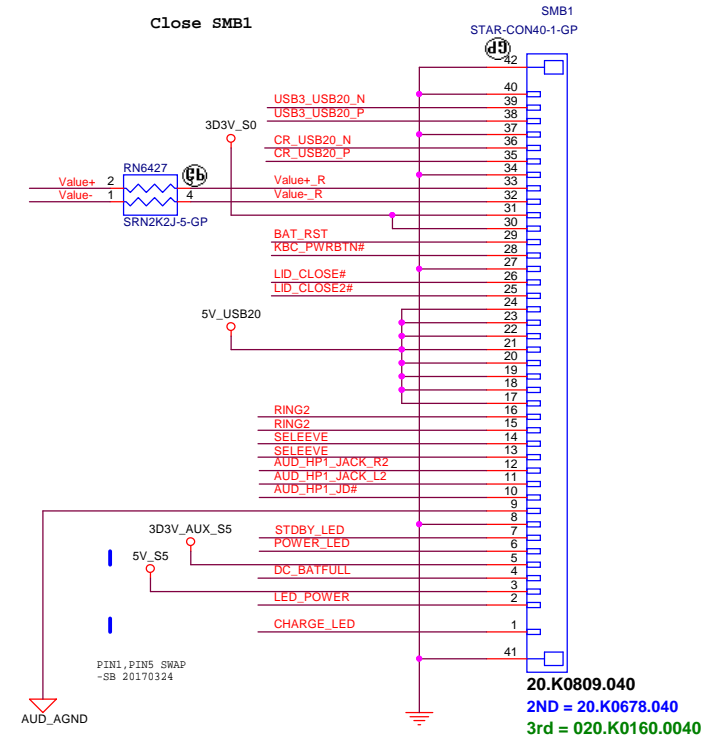 Close SMB1
SMB1
STAR-CON40-1-GP
42
40
USB3_USB20_N 39
USB3_USB20_P 38
3D3V_S0 37
CR_USB20_N 36
CR_USB20_P 35
34
RN6427
Value+ 2 Value+_R 33
Value- 1 4 Value-_R 32
SRN2K2J-5-GP 31
30
BAT_RST 29
KBC_PWRBTN# 28
27
LID_CLOSE# 26
LID_CLOSE2# 25
24
5V_USB20 23
22
21
20
19
18
17
RING2 16
RING2 15
SELEEVE 14
SELEEVE 13
AUD_HP1_JACK_R2 12
AUD_HP1_JACK_L2 11
AUD_HP1_JD# 10
9
8
3D3V_AUX_S5 STDBY_LED 7
POWER_LED 6
5V_S5 5
DC_BATFULL 4
3
LED_POWER 2
CHARGE_LED 1
41
PIN1,PIN5 SWAP
-SB 20170324
AUD_AGND
20.K0809.040
2ND = 20.K0678.040
3rd = 020.K0160.0040